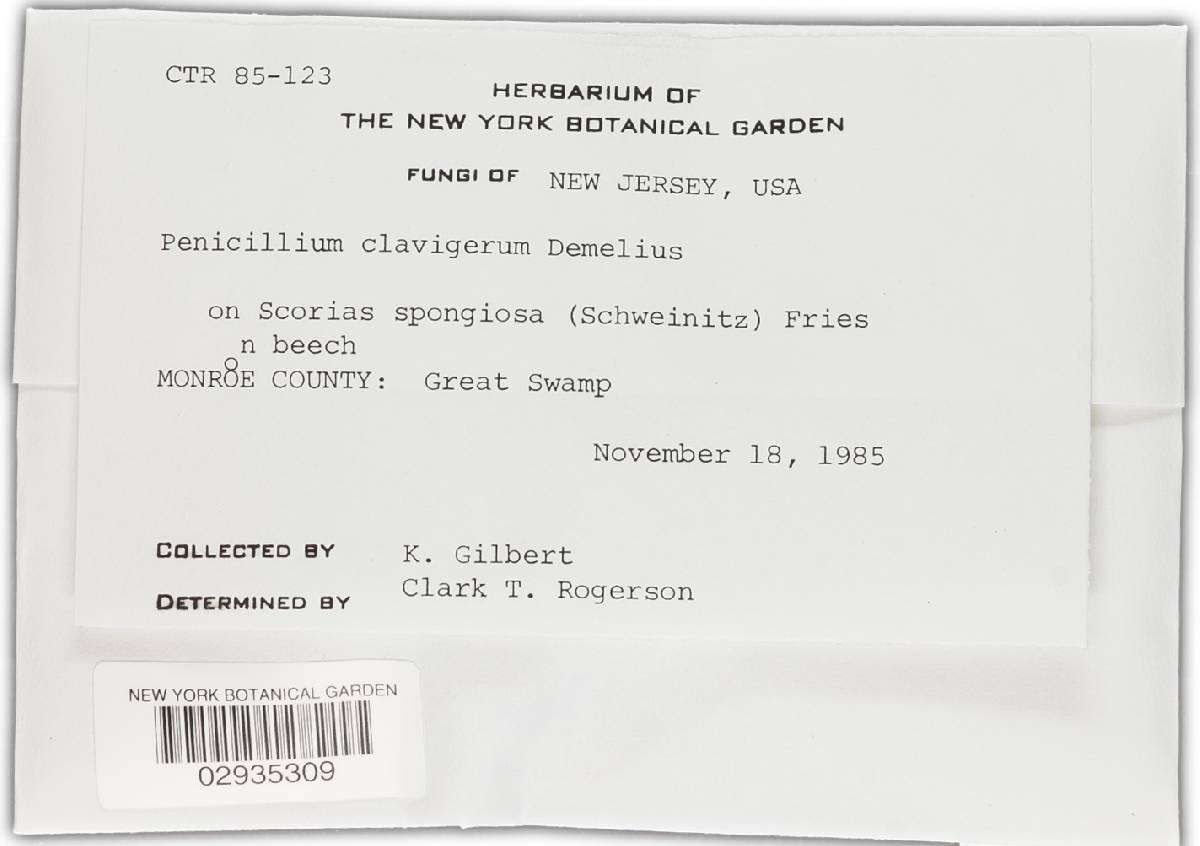 CTR 85-123
HERBARIUM OF
THE NEW YORK BOTANICAL GARDEN
FUNGI OF NEW JERSEY, USA
Penicillium clavigerum Demelius
on Scorias spongiosa (Schweinitz) Fries
on beech
MONROE COUNTY: Great Swamp
November 18, 1985
COLLECTED BY K. Gilbert
DETERMINED BY Clark T. Rogerson
NEW YORK BOTANICAL GARDEN
02935309